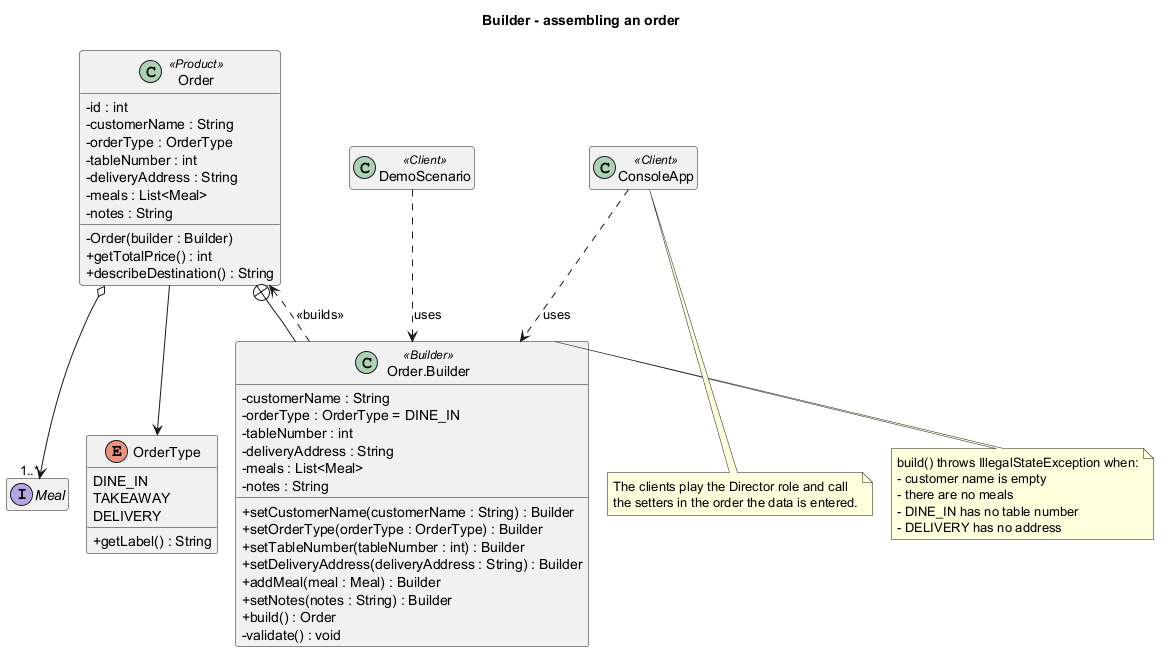 Builder - assembling an order
«Product»
Order
-id : int
-customerName : String
-orderType : OrderType
-tableNumber : int
-deliveryAddress : String
-meals : List<Meal>
-notes : String
-Order(builder : Builder)
+getTotalPrice() : int
+describeDestination() : String
C
«Client»
DemoScenario
C
«Client»
ConsoleApp
C
«builds»
uses
uses
«Builder»
Order.Builder
C
-customerName : String
-orderType : OrderType = DINE_IN
-tableNumber : int
-deliveryAddress : String
-meals : List<Meal>
-notes : String
+setCustomerName(customerName : String) : Builder
+setOrderType(orderType : OrderType) : Builder
+setTableNumber(tableNumber : int) : Builder
+setDeliveryAddress(deliveryAddress : String) : Builder
+addMeal(meal : Meal) : Builder
+setNotes(notes : String) : Builder
+build() : Order
-validate() : void
1..*
I Meal
E OrderType
DINE_IN
TAKEAWAY
DELIVERY
+getLabel() : String
The clients play the Director role and call
the setters in the order the data is entered.
build() throws IllegalStateException when:
- customer name is empty
- there are no meals
- DINE_IN has no table number
- DELIVERY has no address